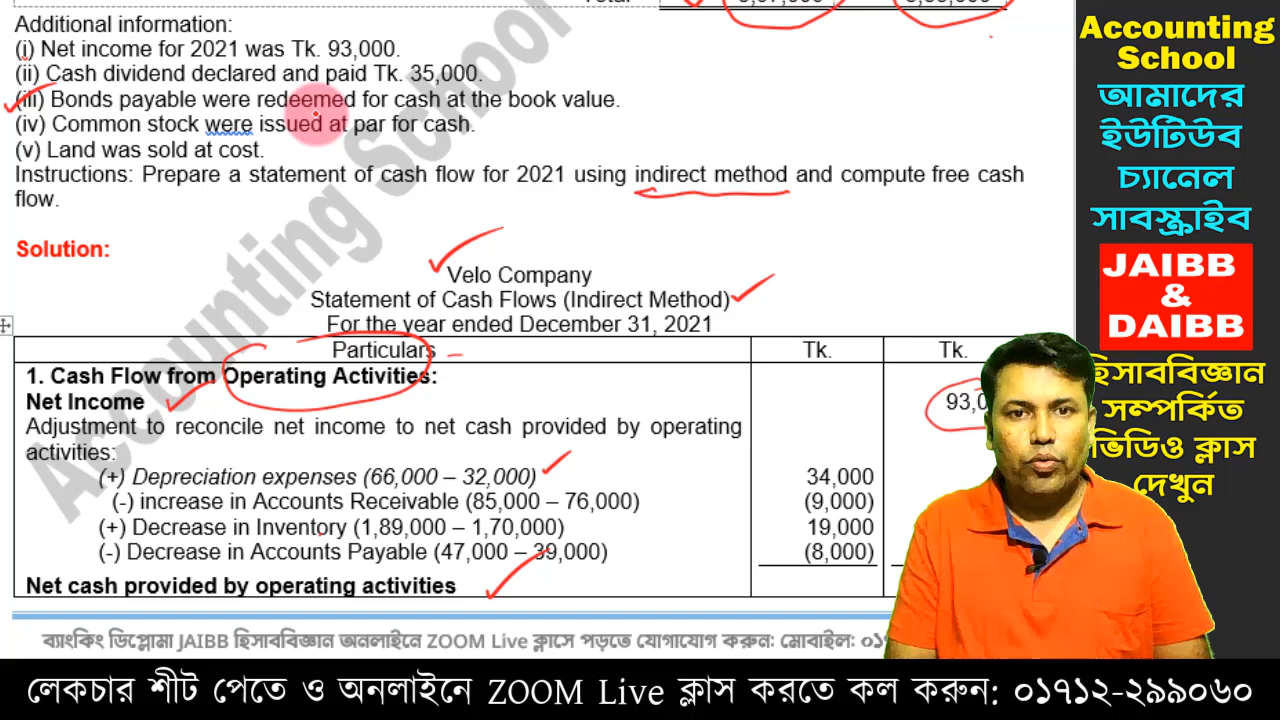 Additional information:
(i) Net income for 2021 was Tk. 93,000.
(ii) Cash dividend declared and paid Tk. 35,000.
(iii) Bonds payable were redeemed for cash at the book value.
(iv) Common stock were issued at par for cash.
(v) Land was sold at cost.
Instructions: Prepare a statement of cash flow for 2021 using indirect method and compute free cash
flow.
Solution:
Velo Company
Statement of Cash Flows (Indirect Method)
For the year ended December 31, 2021
Particulars Tk. Tk.
1. Cash Flow from Operating Activities:
Net Income
Adjustment to reconcile net income to net cash provided by operating
activities:
(+) Depreciation expenses (66,000 – 32,000) 34,000
(-) increase in Accounts Receivable (85,000 – 76,000) (9,000)
(+) Decrease in Inventory (1,89,000 – 1,70,000) 19,000
(-) Decrease in Accounts Payable (47,000 – 39,000) (8,000)
Net cash provided by operating activities
Accounting School
ব্যাংকিং ডিপ্লোমা JAIBB হিসাববিজ্ঞান অনলাইনে ZOOM Live ক্লাসে পড়তে যোগাযোগ করুন: মোবাইল:
Accounting
School
আমাদের
ইউটিউব
চ্যানেল
সাবস্ক্রাইব
JAIBB
&
DAIBB
হিসাববিজ্ঞান
সম্পর্কিত
ভিডিও ক্লাস
দেখুন
লেকচার শীট পেতে ও অনলাইনে ZOOM Live ক্লাস করতে কল করুন: ০১৭১২-২৯৯০৬০